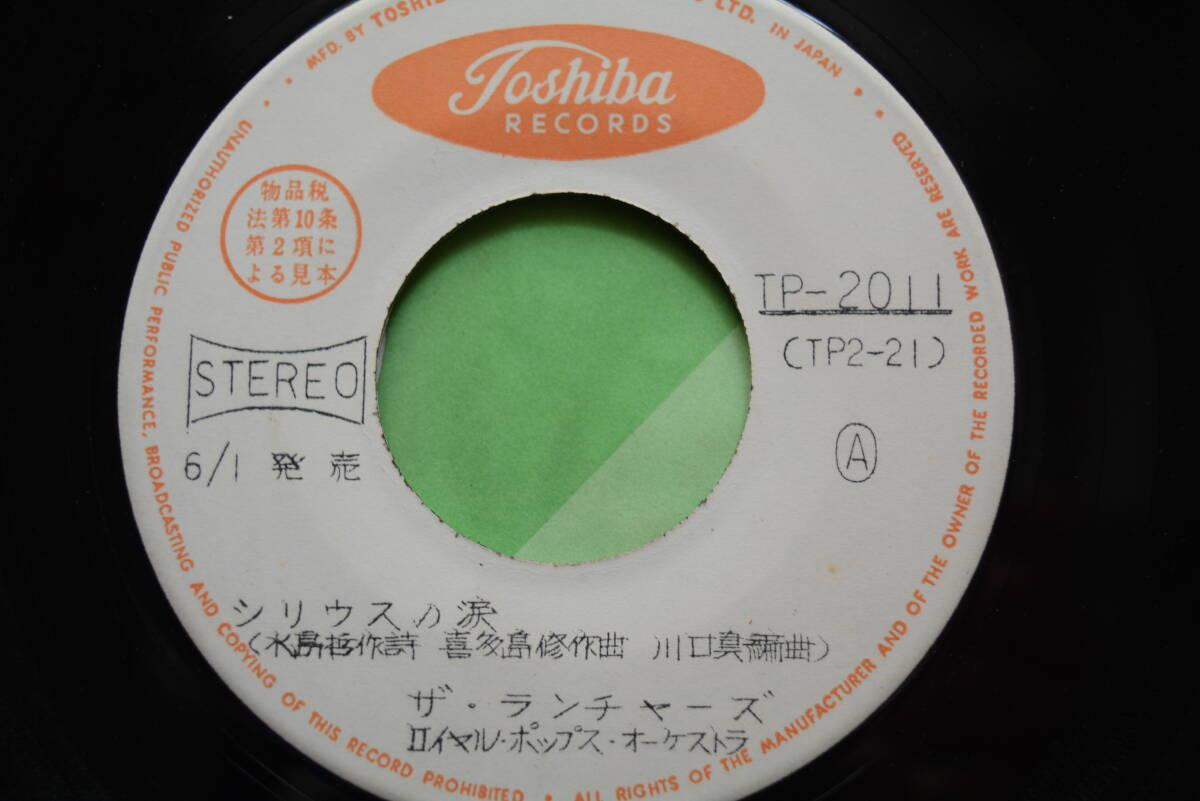 MFD. BY TOSHIB LTD. IN JAPAN
Toshiba
RECORDS
物品税
法第10条
第2項に
よる見本
STEREO
6/1 発売
TP-2011
(TP2-21)
A
シリウスの涙
(水島哲作詩 喜多島修作曲 川口真編曲)
ザ・ランチャーズ
ロイヤル・ポップス・オーケストラ
UNAUTHORIZED PUBLIC PERFORMANCE, BROADCASTING AND COPYING OF THIS RECORD PROHIBITED • ALL RIGHTS OF THE MANUFACTURER AND OF THE OWNER OF THE RECORDED WORK ARE RESERVED